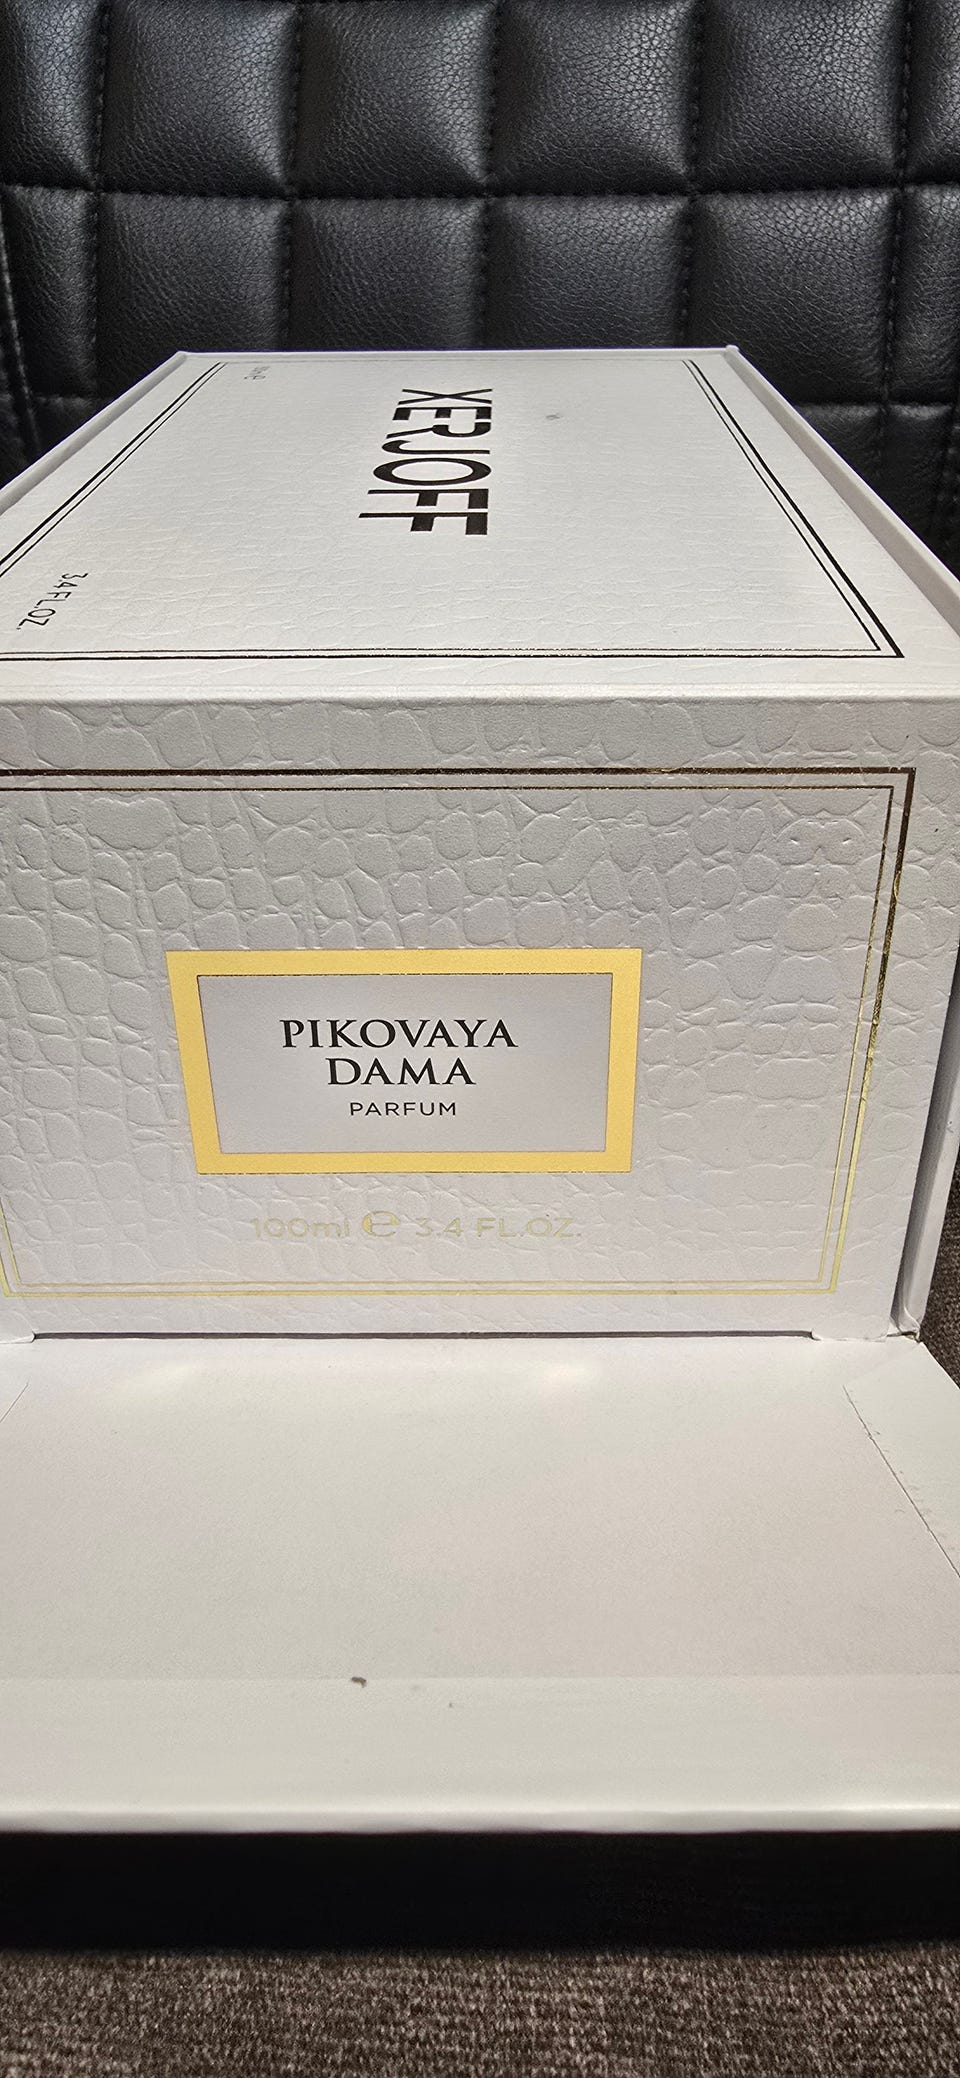 XERJOFF
3.4 FL.OZ.
PIKOVAYA
DAMA
PARFUM
100ml ℮ 3.4 FL.OZ.